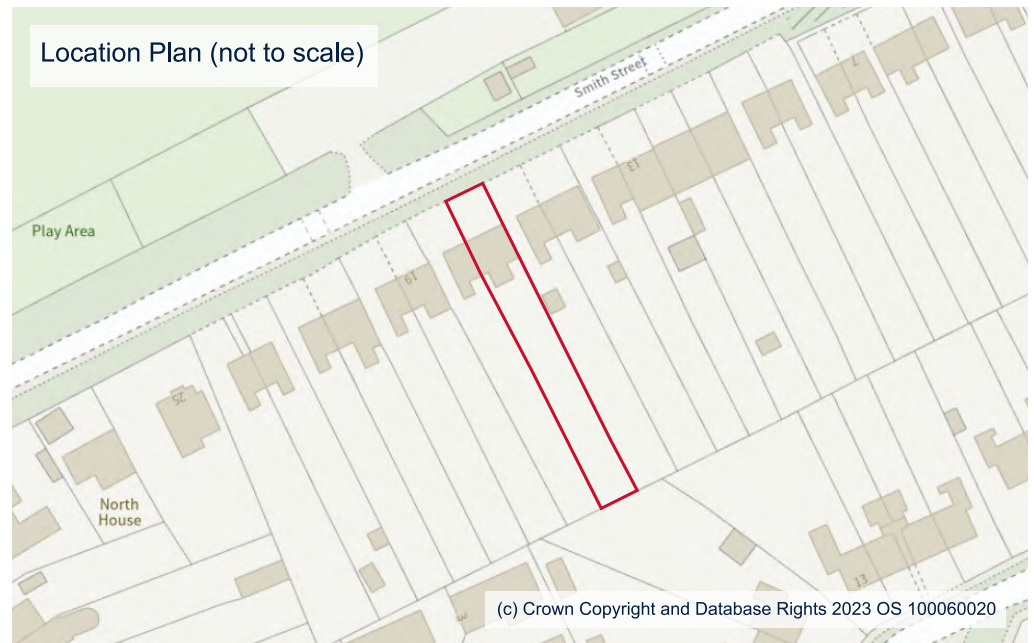 Location Plan (not to scale)
Smith Street
7
13
Play Area
19
25
North
House
13
3
(c) Crown Copyright and Database Rights 2023 OS 100060020